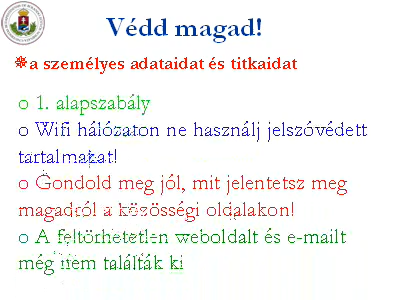 Védd magad!
a személyes adataidat és titkaidat
o 1. alapszabály
o Wifi hálózaton ne használj jelszóvédett
tartalmakat!
o Gondold meg jól, mit jelentetsz meg
magadról a közösségi oldalakon!
o A feltörhetetlen weboldalt és e-mailt
még nem találták ki